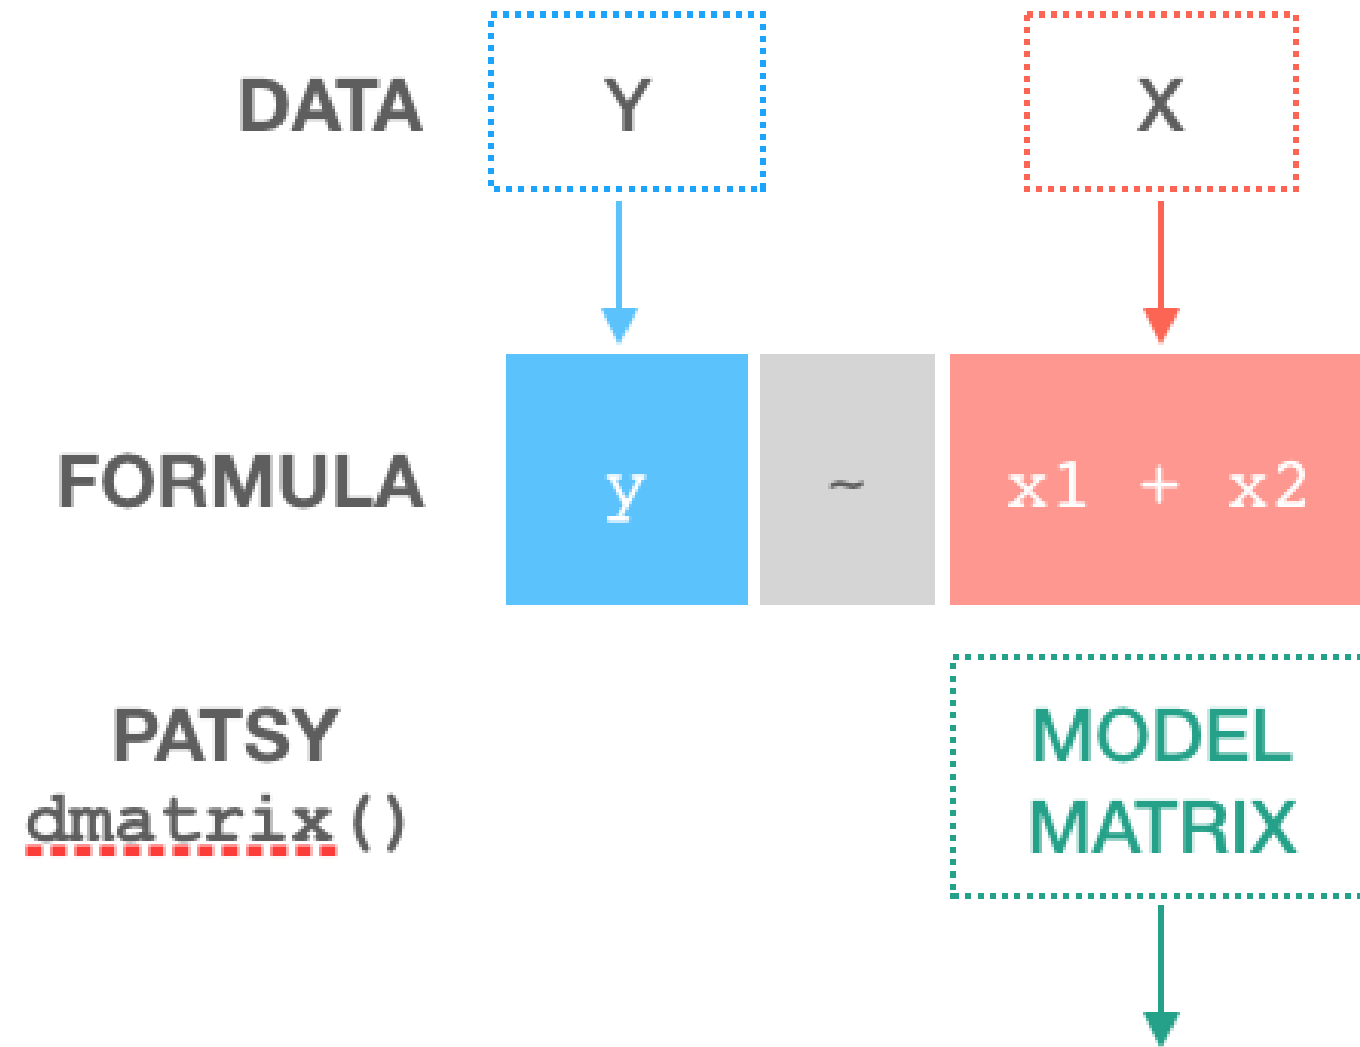 DATA Y X
FORMULA y ~ x1 + x2
PATSY MODEL
dmatrix() MATRIX